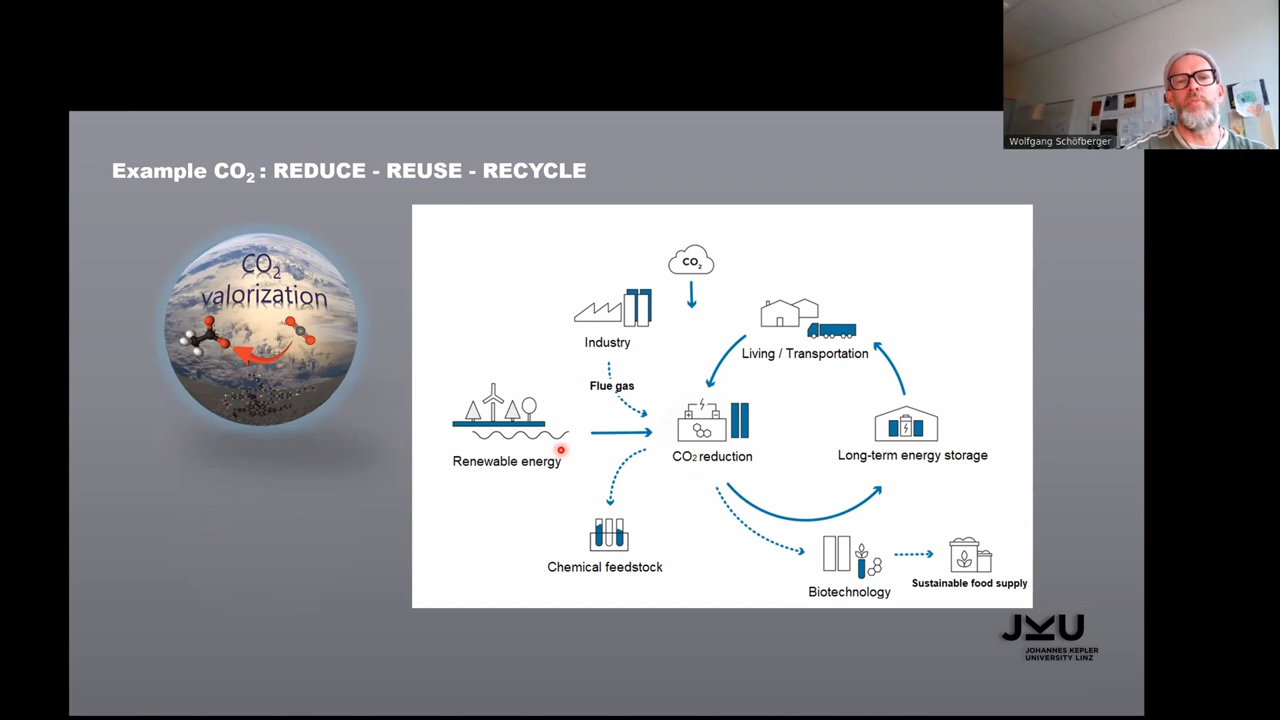 Wolfgang Schöfberger
Example CO2 : REDUCE - REUSE - RECYCLE
CO2
valorization
CO2
Industry
Living / Transportation
Flue gas
Renewable energy
CO2 reduction
Long-term energy storage
Chemical feedstock
Biotechnology
Sustainable food supply
JKU
JOHANNES KEPLER
UNIVERSITY LINZ